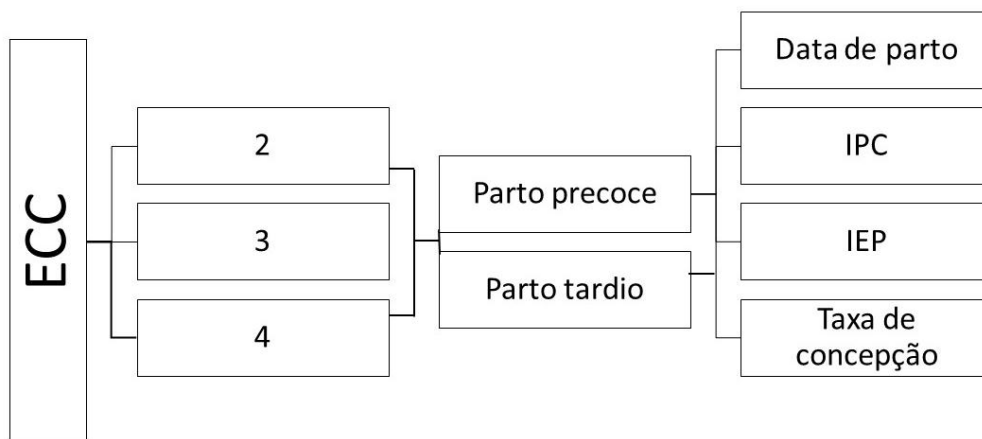 ECC
2
3
4
Parto precoce
Parto tardio
Data de parto
IPC
IEP
Taxa de
concepção